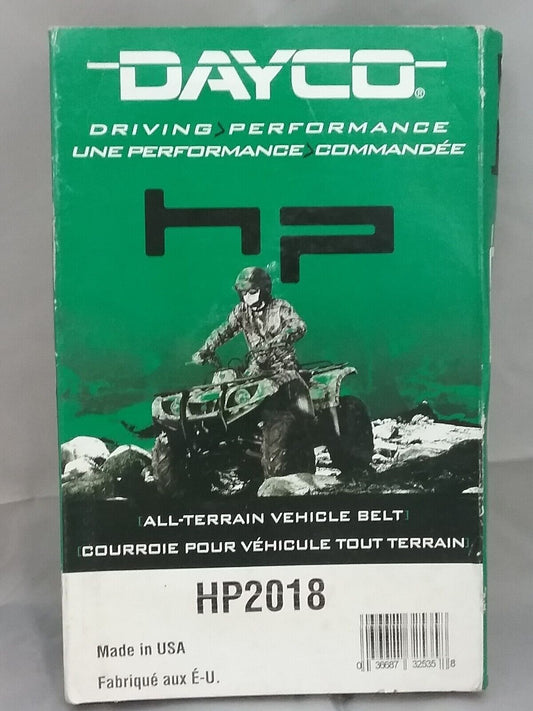 DAYCO®
DRIVING>PERFORMANCE
UNE PERFORMANCE>COMMANDÉE
hp
[ALL-TERRAIN VEHICLE BELT]
[COURROIE POUR VÉHICULE TOUT TERRAIN]
HP2018
Made in USA
Fabriqué aux É-U.
0 36687 32535 8